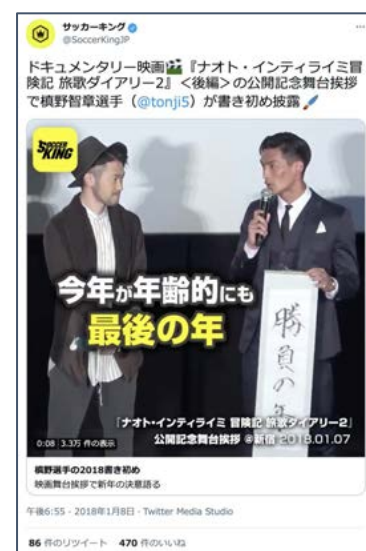 サッカーキング
@SoccerKingJP
ドキュメンタリー映画🎬『ナオト・インティライミ冒
険記 旅歌ダイアリー2』<後編>の公開記念舞台挨拶
で槙野智章選手(@tonji5)が書き初め披露🖌️
SOCCER
KING
今年が年齢的にも
最後の年
勝負の年
『ナオト・インティライミ 冒険記 旅歌ダイアリー2』
公開記念舞台挨拶 @新宿 2018.01.07
0:08
3.3万 件の表示
槙野選手の2018書き初め
映画舞台挨拶で新年の決意語る
午後6:55 · 2018年1月8日 · Twitter Media Studio
86 件のリツイート 470 件のいいね